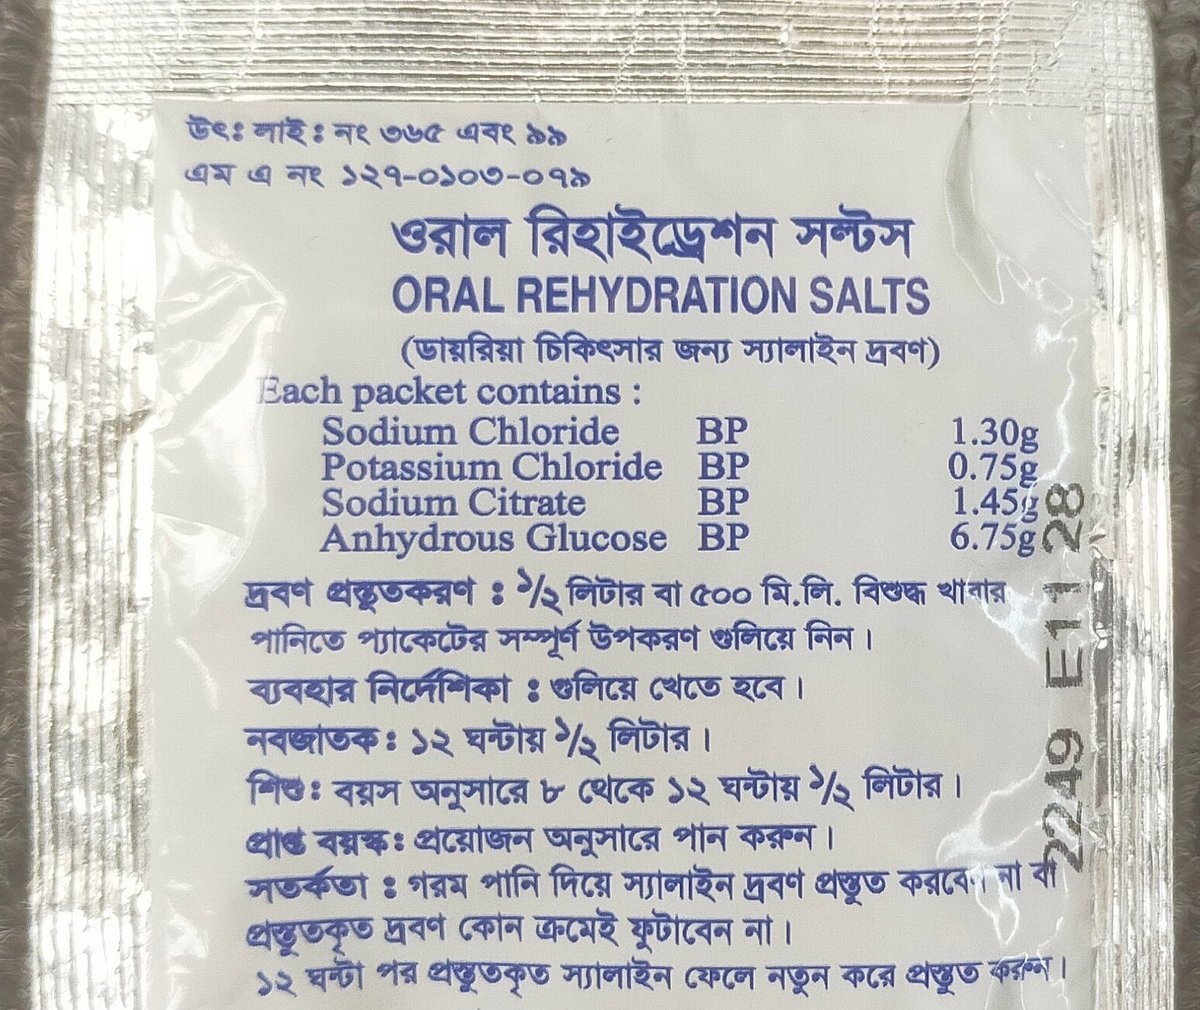 উৎ: লাই: নং ৩৬৫ এবং ৯৯
এম এ নং ১২৭-০১০৩-০৭৯
ওরাল রিহাইড্রেশন সল্টস
ORAL REHYDRATION SALTS
(ডায়রিয়া চিকিৎসার জন্য স্যালাইন দ্রবণ)
Each packet contains :
Sodium Chloride BP 1.30g
Potassium Chloride BP 0.75g
Sodium Citrate BP 1.45g
Anhydrous Glucose BP 6.75g
দ্রবণ প্রস্তুতকরণ : ১/২ লিটার বা ৫০০ মি.লি. বিশুদ্ধ খাবার
পানিতে প্যাকেটের সম্পূর্ণ উপকরণ গুলিয়ে নিন।
ব্যবহার নির্দেশিকা : গুলিয়ে খেতে হবে।
নবজাতক : ১২ ঘন্টায় ১/২ লিটার।
শিশু : বয়স অনুসারে ৮ থেকে ১২ ঘন্টায় ১/২ লিটার।
প্রাপ্ত বয়স্ক : প্রয়োজন অনুসারে পান করুন।
সতর্কতা : গরম পানি দিয়ে স্যালাইন দ্রবণ প্রস্তুত করবেন না বা
প্রস্তুতকৃত দ্রবণ কোন ক্রমেই ফুটাবেন না।
১২ ঘন্টা পর প্রস্তুতকৃত স্যালাইন ফেলে নতুন করে প্রস্তুত করুন।
2249 E11 28